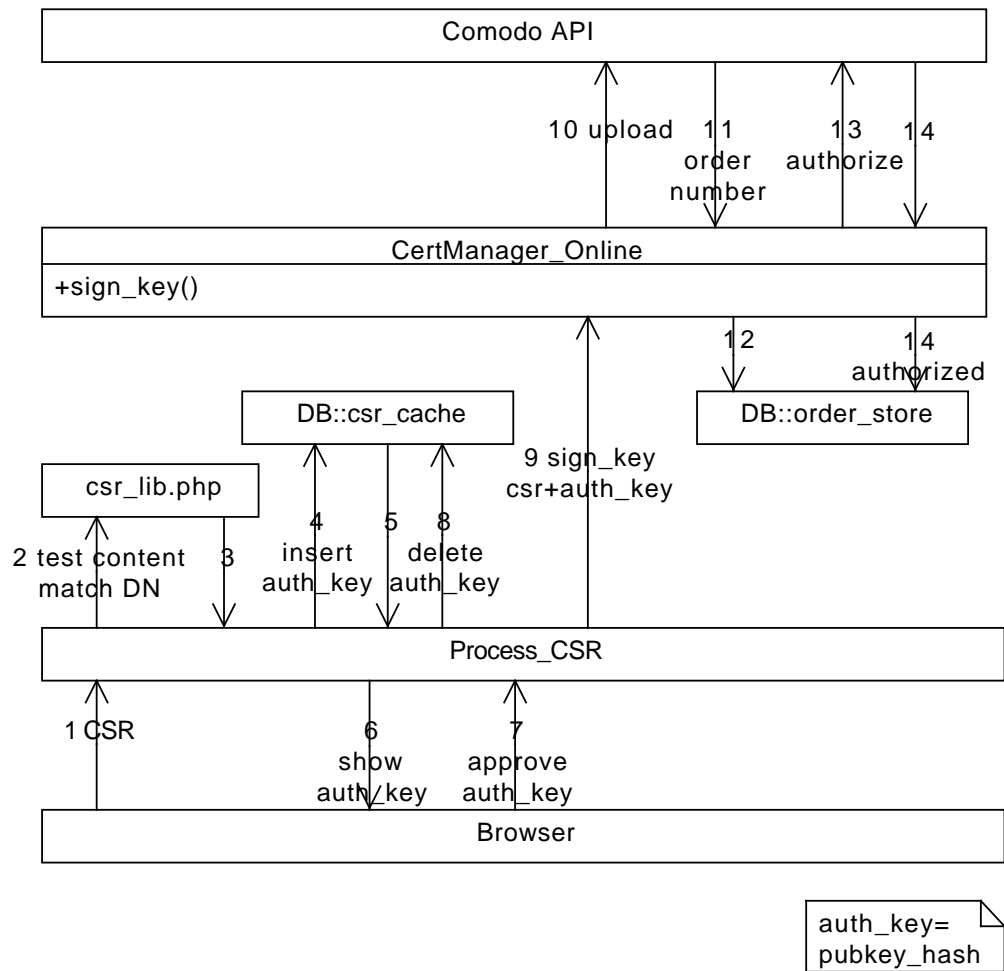 Comodo API
10 upload
11
order
number
13
authorize
14
CertManager_Online
+sign_key()
12
14
authorized
DB::csr_cache
DB::order_store
9 sign_key
csr+auth_key
csr_lib.php
2 test content
match DN
3
4
insert
auth_key
5
8
delete
auth_key
Process_CSR
1 CSR
6
show
auth_key
7
approve
auth_key
Browser
auth_key=
pubkey_hash